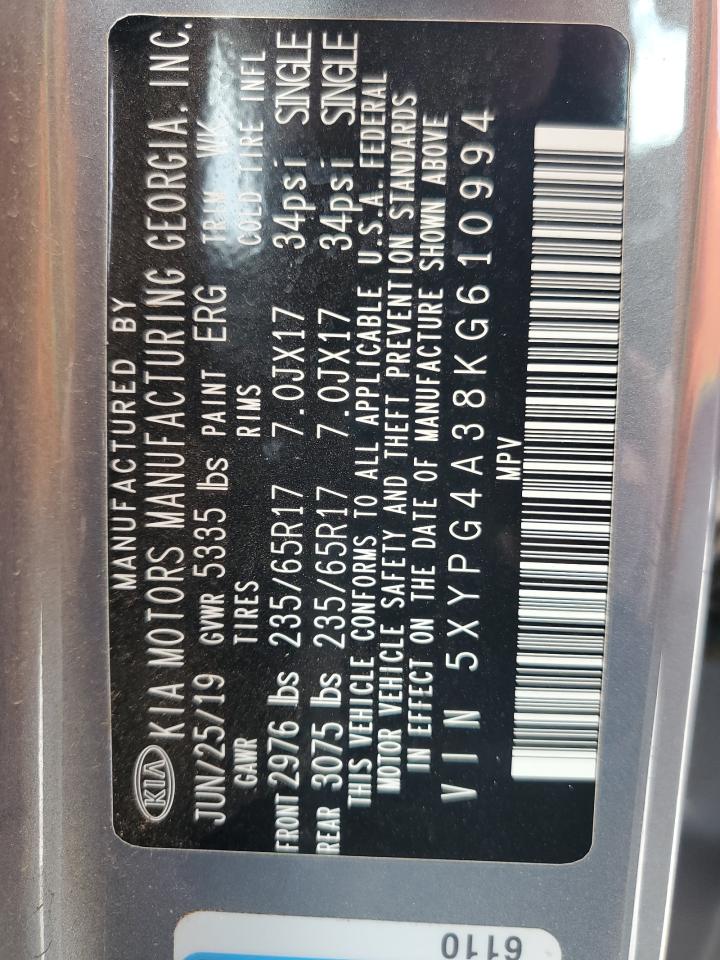 MANUFACTURED BY
KIA KIA MOTORS MANUFACTURING GEORGIA, INC.
JUN/25/19 GVWR 5335 lbs PAINT ERG TRIM WK
GAWR TIRES RIMS COLD TIRE INFL
FRONT 2976 lbs 235/65R17 7.0JX17 34psi SINGLE
REAR 3075 lbs 235/65R17 7.0JX17 34psi SINGLE
THIS VEHICLE CONFORMS TO ALL APPLICABLE U.S.A. FEDERAL
MOTOR VEHICLE SAFETY AND THEFT PREVENTION STANDARDS
IN EFFECT ON THE DATE OF MANUFACTURE SHOWN ABOVE
VIN 5XYPG4A38KG610994
MPV
6110